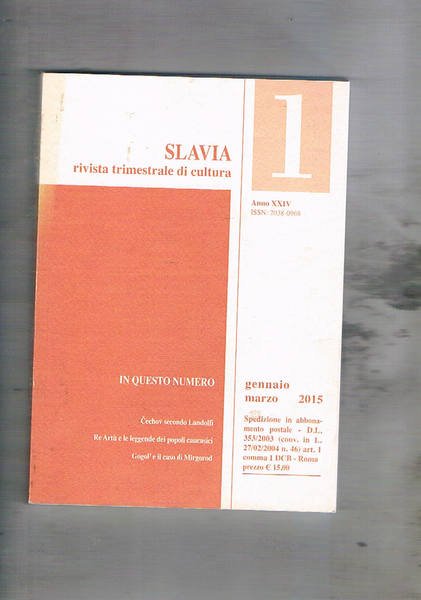 1
SLAVIA
rivista trimestrale di cultura
Anno XXIV
ISSN: 7038-0968
IN QUESTO NUMERO
Čechov secondo Landolfi
Re Artù e le leggende dei popoli caucasici
Gogol' e il caso di Mirgorod
gennaio
marzo 2015
Spedizione in abbona-
mento postale - D.L.
353/2003 (conv. in L.
27/02/2004 n. 46) art. 1
comma 1 DCB - Roma
prezzo € 15,00